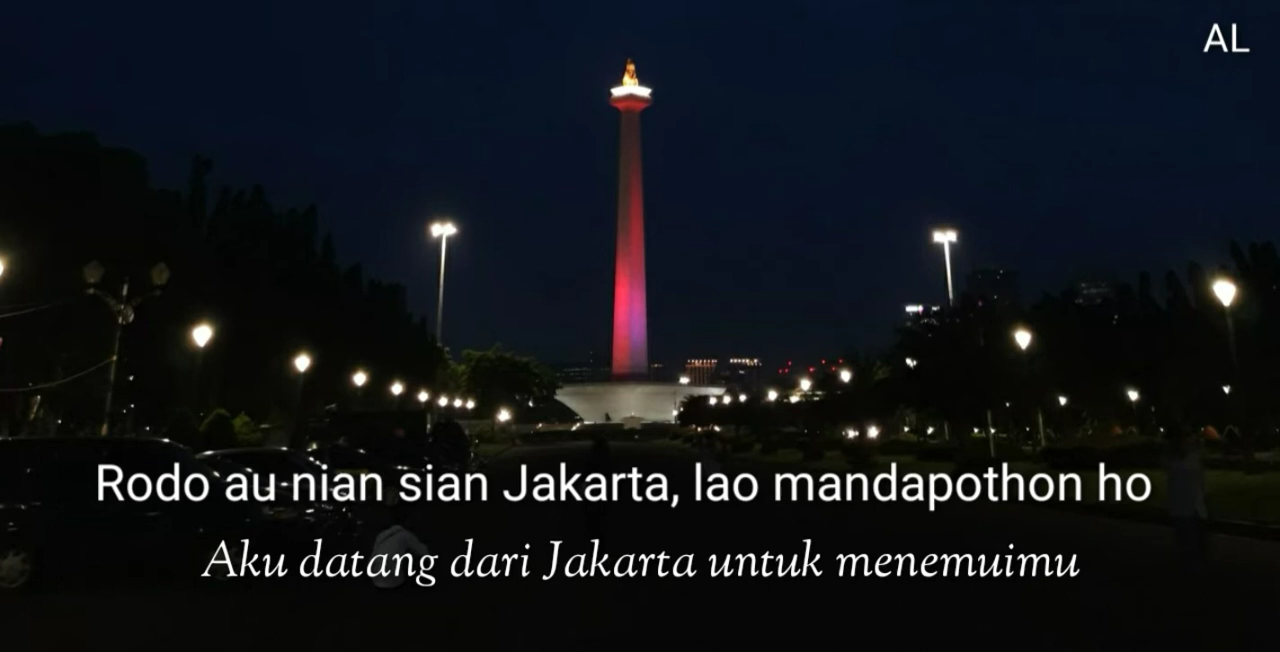 AL
Rodo au nian sian Jakarta, lao mandapothon ho
Aku datang dari Jakarta untuk menemuimu